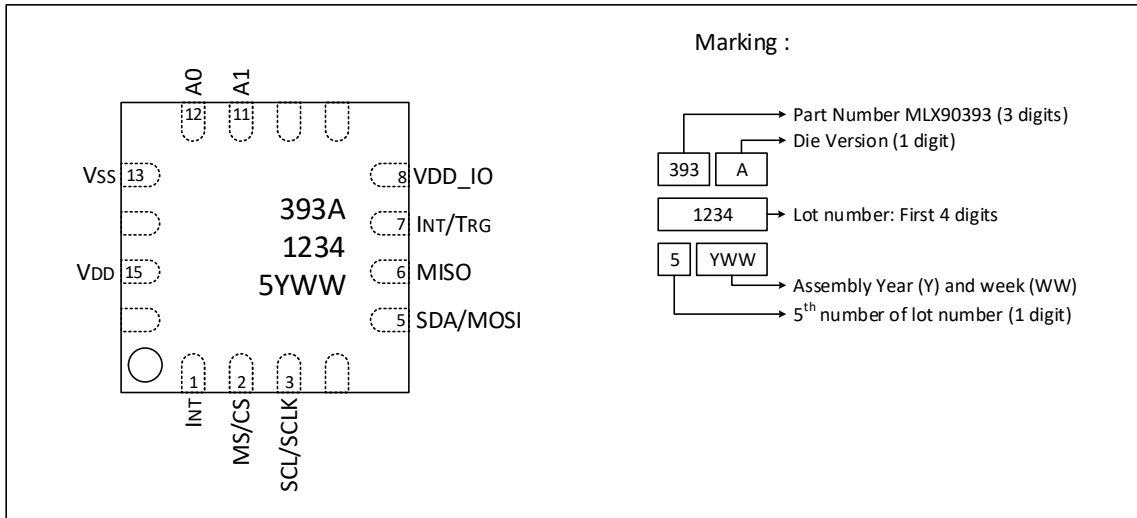 Marking :
A0
A1
12
11
Vss
13
8
VDD_IO
393A
7
INT/TRG
1234
VDD
15
6
MISO
5YWW
5
SDA/MOSI
1
2
3
INT
MS/CS
SCL/SCLK
Part Number MLX90393 (3 digits)
Die Version (1 digit)
393
A
1234
Lot number: First 4 digits
5
YWW
Assembly Year (Y) and week (WW)
5th number of lot number (1 digit)